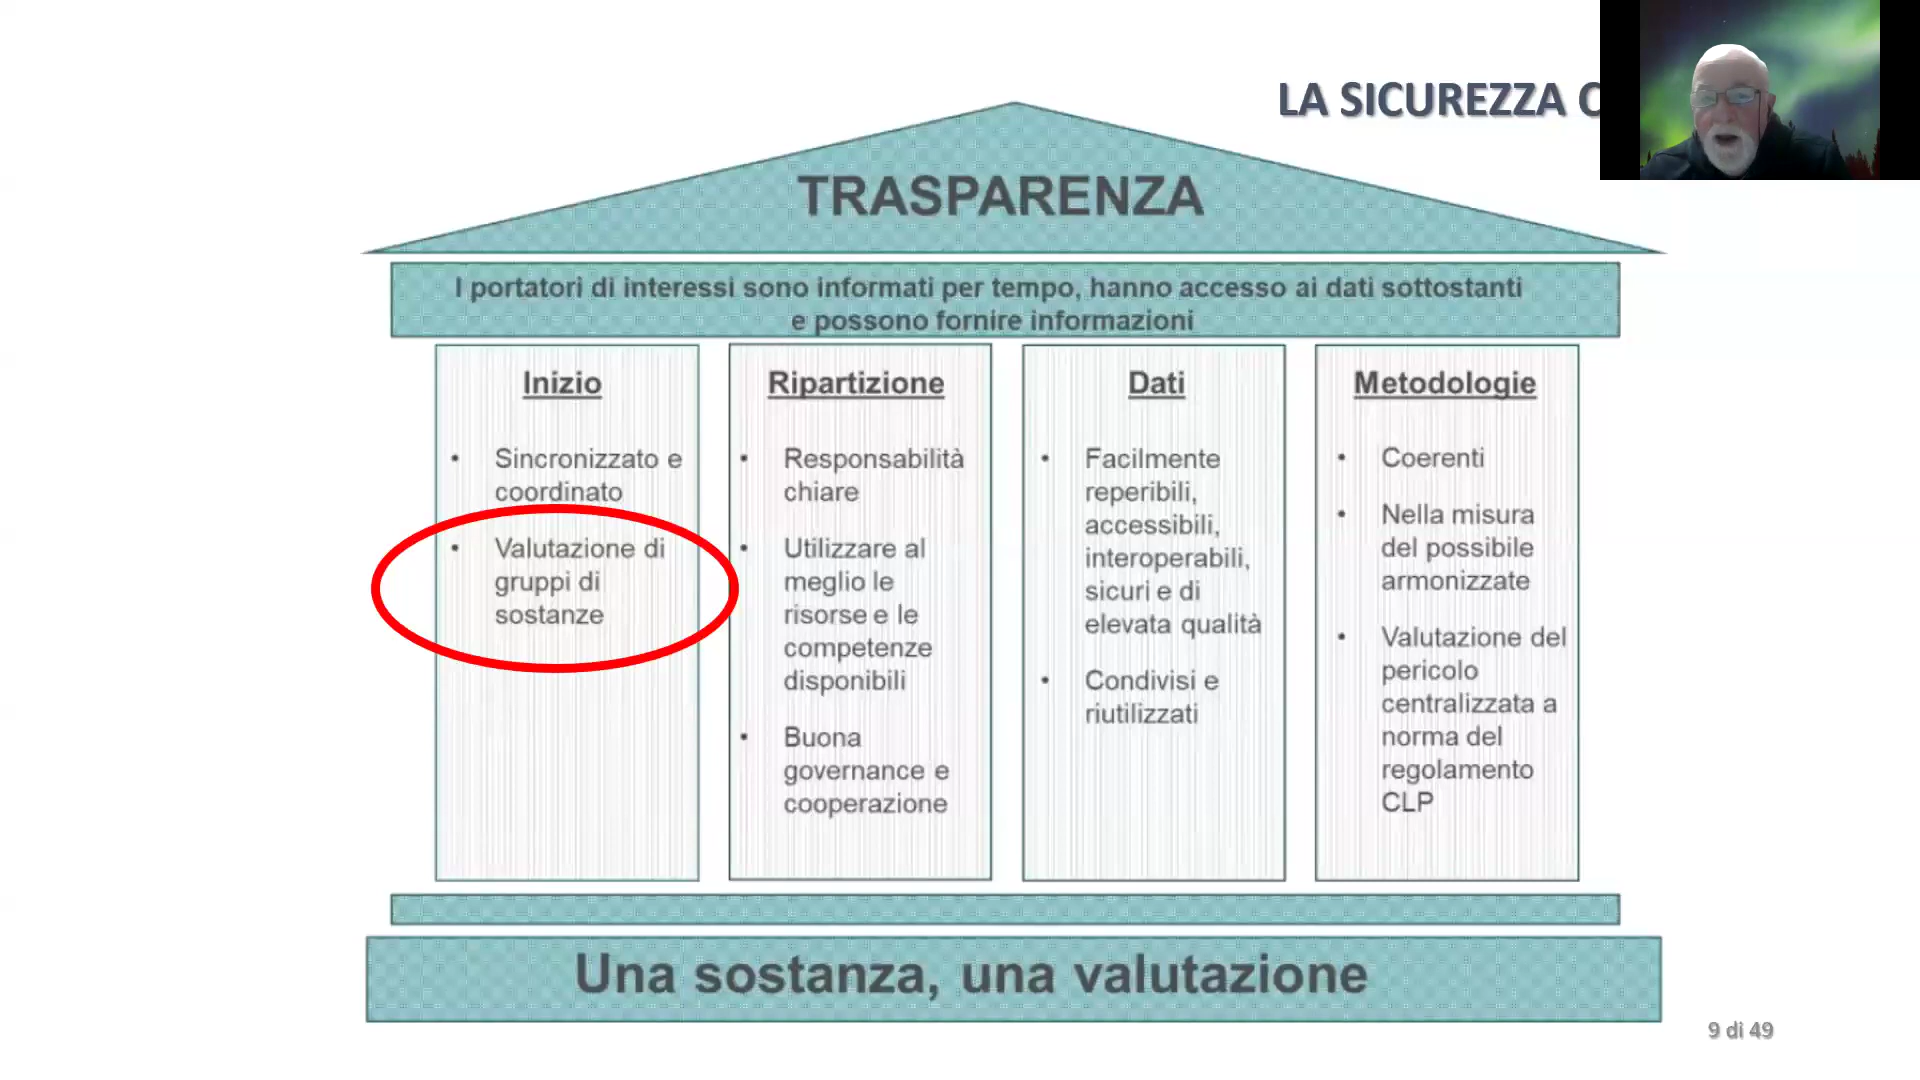 LA SICUREZZA
TRASPARENZA
I portatori di interessi sono informati per tempo, hanno accesso ai dati sottostanti
e possono fornire informazioni
Inizio
• Sincronizzato e
coordinato
• Valutazione di
gruppi di
sostanze
Ripartizione
• Responsabilità
chiare
• Utilizzare al
meglio le
risorse e le
competenze
disponibili
• Buona
governance e
cooperazione
Dati
• Facilmente
reperibili,
accessibili,
interoperabili,
sicuri e di
elevata qualità
• Condivisi e
riutilizzati
Metodologie
• Coerenti
• Nella misura
del possibile
armonizzate
• Valutazione del
pericolo
centralizzata a
norma del
regolamento
CLP
Una sostanza, una valutazione
9 di 49